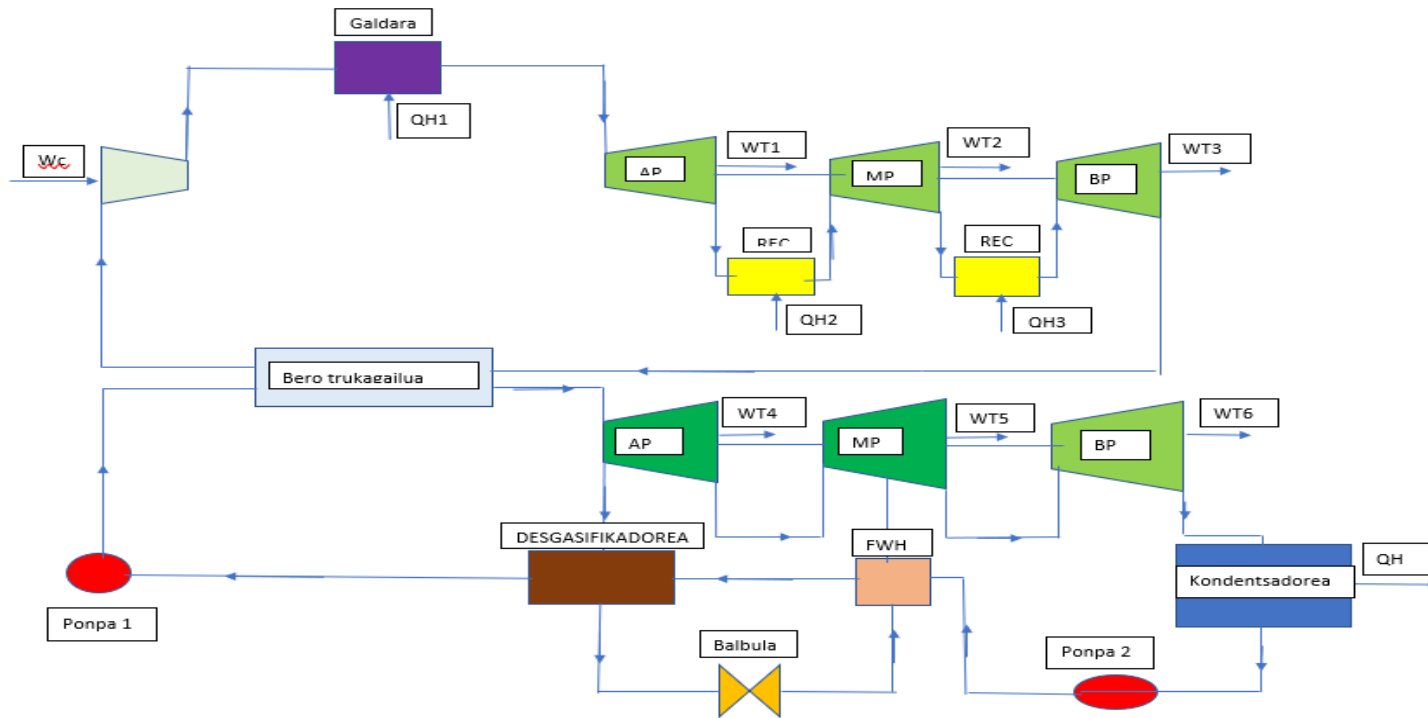 Galdara
QH1
Wc
WT1
WT2
WT3
AP
MP
BP
REC
REC
QH2
QH3
Bero trukagailua
WT4
WT5
WT6
AP
MP
BP
DESGASIFIKADOREA
FWH
QH
Kondentsadorea
Ponpa 1
Balbula
Ponpa 2